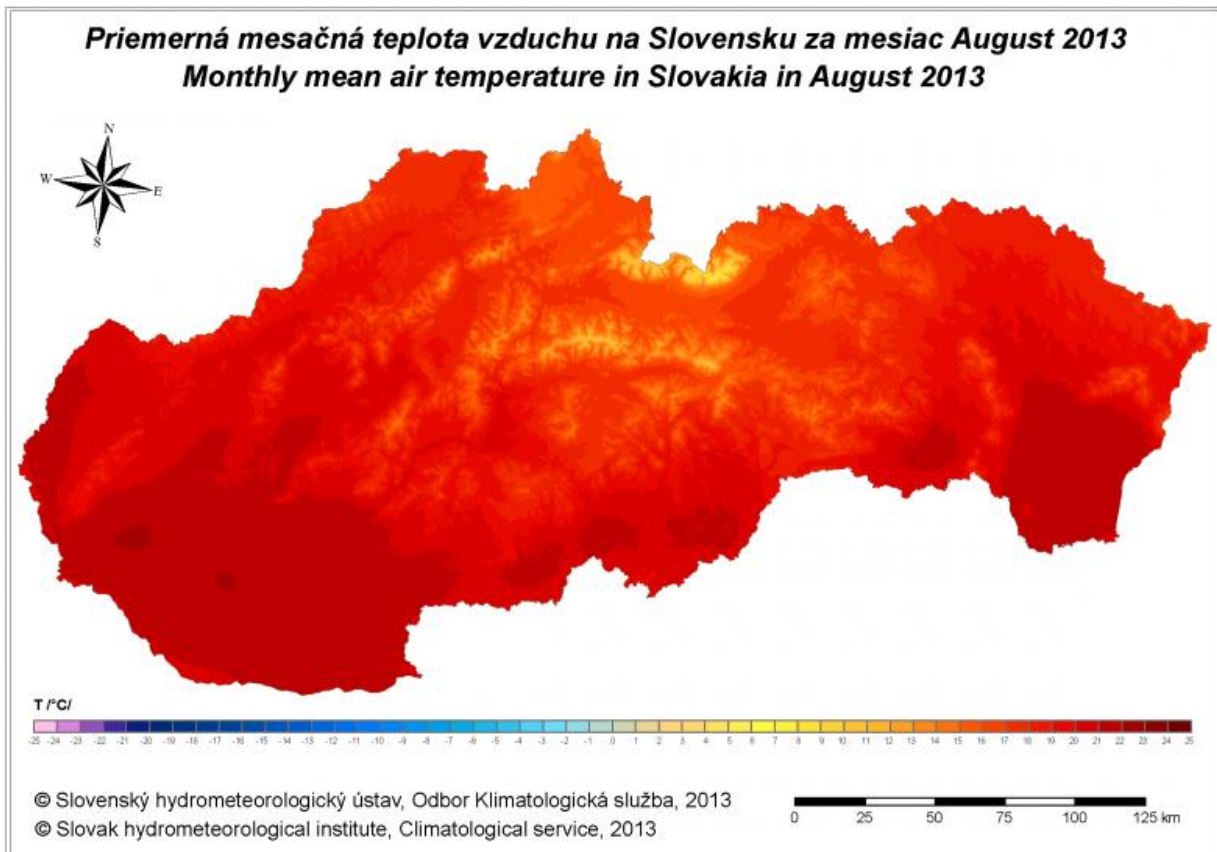 Priemerná mesačná teplota vzduchu na Slovensku za mesiac August 2013
Monthly mean air temperature in Slovakia in August 2013
N
W E
S
T /°C/
-25 -24 -23 -22 -21 -20 -19 -18 -16 -15 -14 -13 -12 -11 -10 -9 -8 -7 -6 -5 -4 -3 -2 -1 0 1 2 3 4 5 6 7 8 9 10 12 13 14 15 16 17 18 19 20 21 22 23 24 25
© Slovenský hydrometeorologický ústav, Odbor Klimatologická služba, 2013
© Slovak hydrometeorological institute, Climatological service, 2013
0 25 50 75 100 125 km